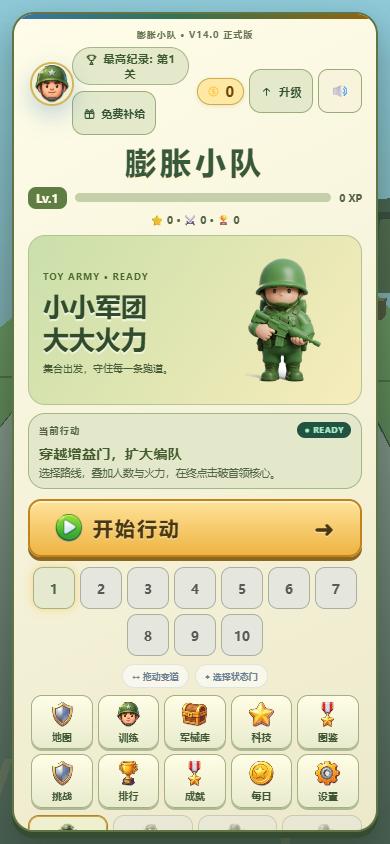 膨胀小队 • V14.0 正式版
最高纪录: 第1
关
0
升级
免费补给
膨胀小队
Lv.1
0 XP
0 • 0 • 0
TOY ARMY • READY
小小军团
大大火力
集合出发，守住每一条跑道。
当前行动
• READY
穿越增益门，扩大编队
选择路线，叠加人数与火力，在终点击破首领核心。
开始行动 →
1 2 3 4 5 6 7
8 9 10
↔ 拖动变道 ⌖ 选择状态门
地图 训练 军械库 科技 图鉴
挑战 排行 成就 每日 设置